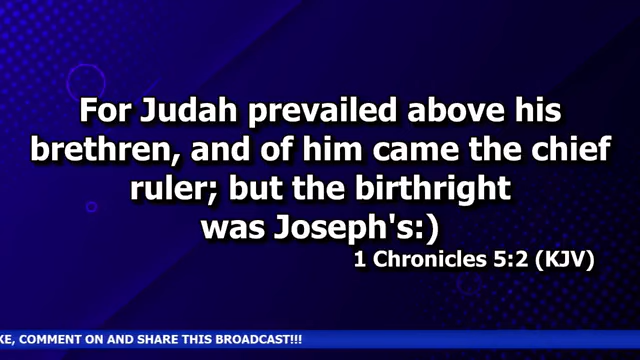 For Judah prevailed above his
brethren, and of him came the chief
ruler; but the birthright
was Joseph's:)
1 Chronicles 5:2 (KJV)
COMMENT ON AND SHARE THIS BROADCAST!!!